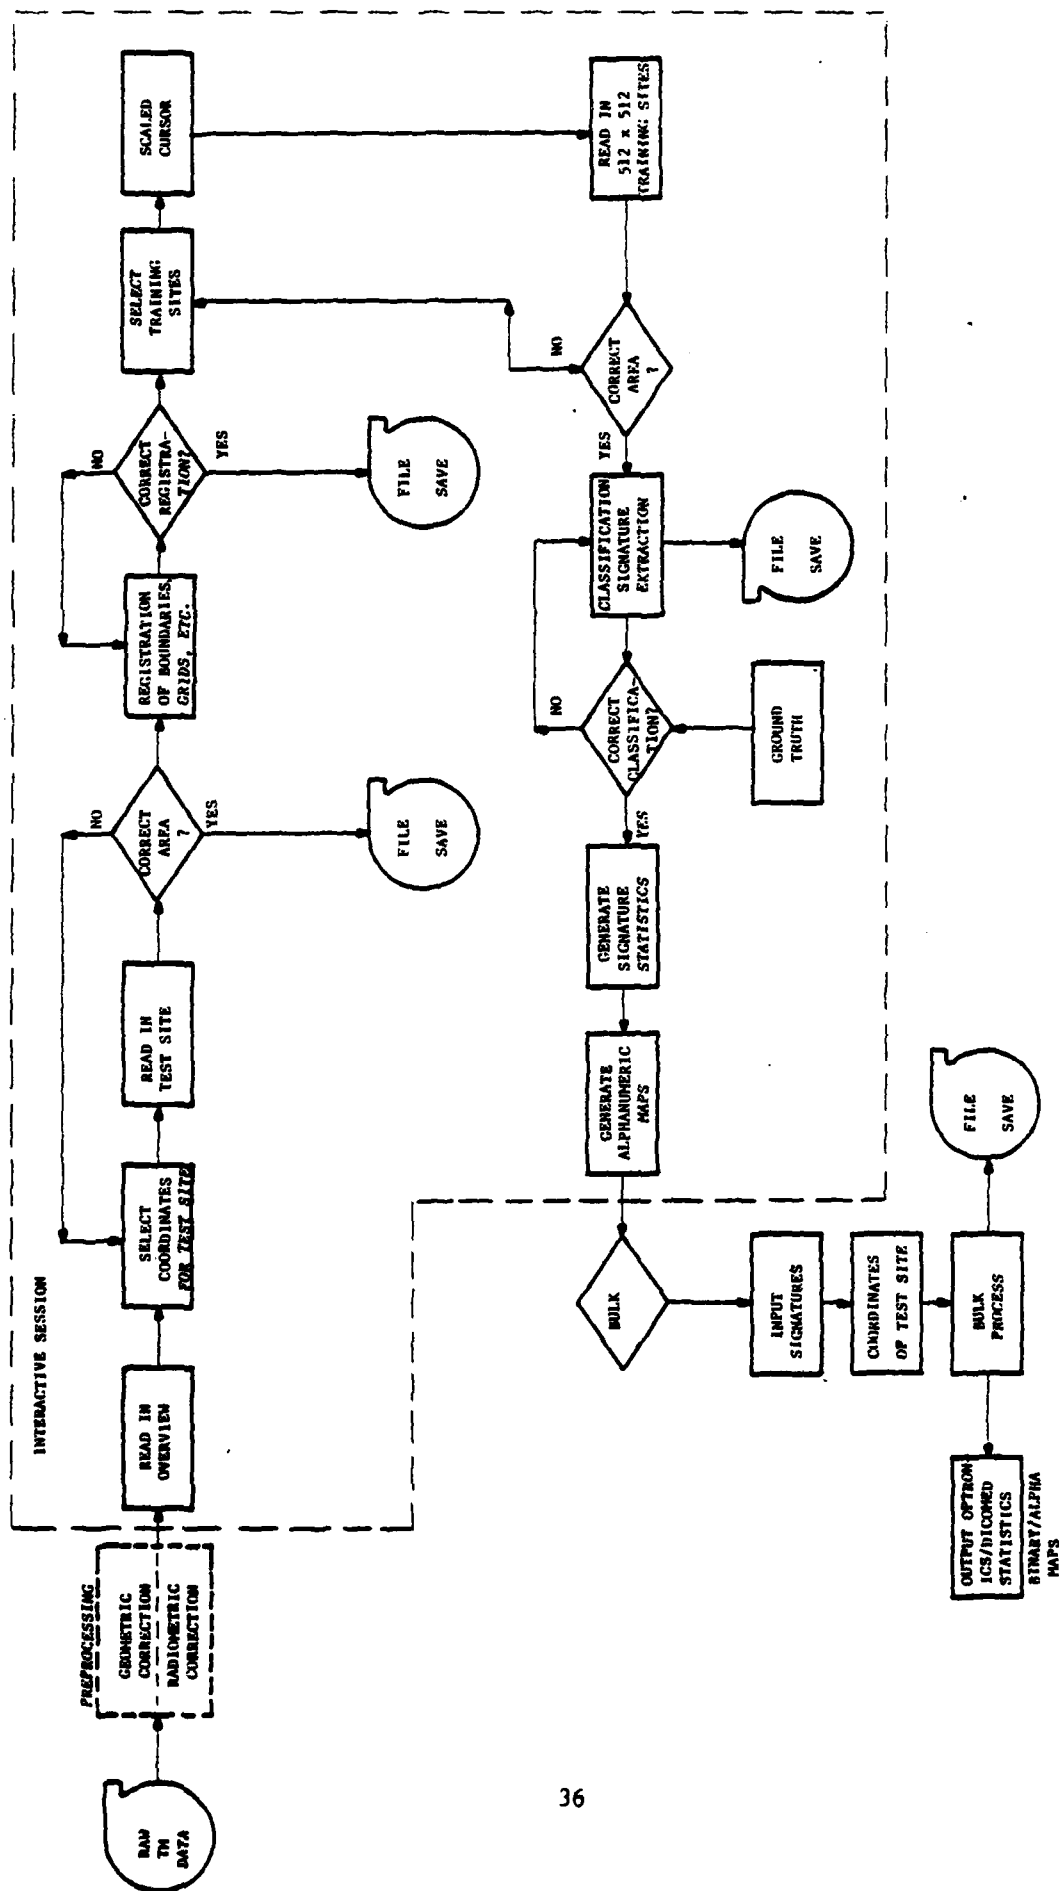 INTERACTIVE SESSION
RAW
TM
DATA
PREPROCESSING
GEOMETRIC
CORRECTION
RADIOMETRIC
CORRECTION
READ IN
OVERVIEW
SELECT
COORDINATES
FOR TEST SITE
READ IN
TEST SITE
CORRECT
AREA
?
NO
YES
FILE
SAVE
REGISTRATION
OF BOUNDARIES,
GRIDS, ETC.
CORRECT
REGISTRA-
TION?
NO
YES
FILE
SAVE
SELECT
TRAINING
SITES
SCALED
CURSOR
READ IN
512 x 512
TRAINING SITES
CORRECT
AREA
?
NO
YES
CLASSIFICATION
SIGNATURE
EXTRACTION
FILE
SAVE
CORRECT
CLASSIFICA-
TION?
NO
YES
GROUND
TRUTH
GENERATE
SIGNATURE
STATISTICS
GENERATE
ALPHANUMERIC
MAPS
BULK
INPUT
SIGNATURES
COORDINATES
OF TEST SITE
BULK
PROCESS
FILE
SAVE
OUTPUT OPTRON-
ICS/DICOMED
STATISTICS
BINARY/ALPHA
MAPS
36